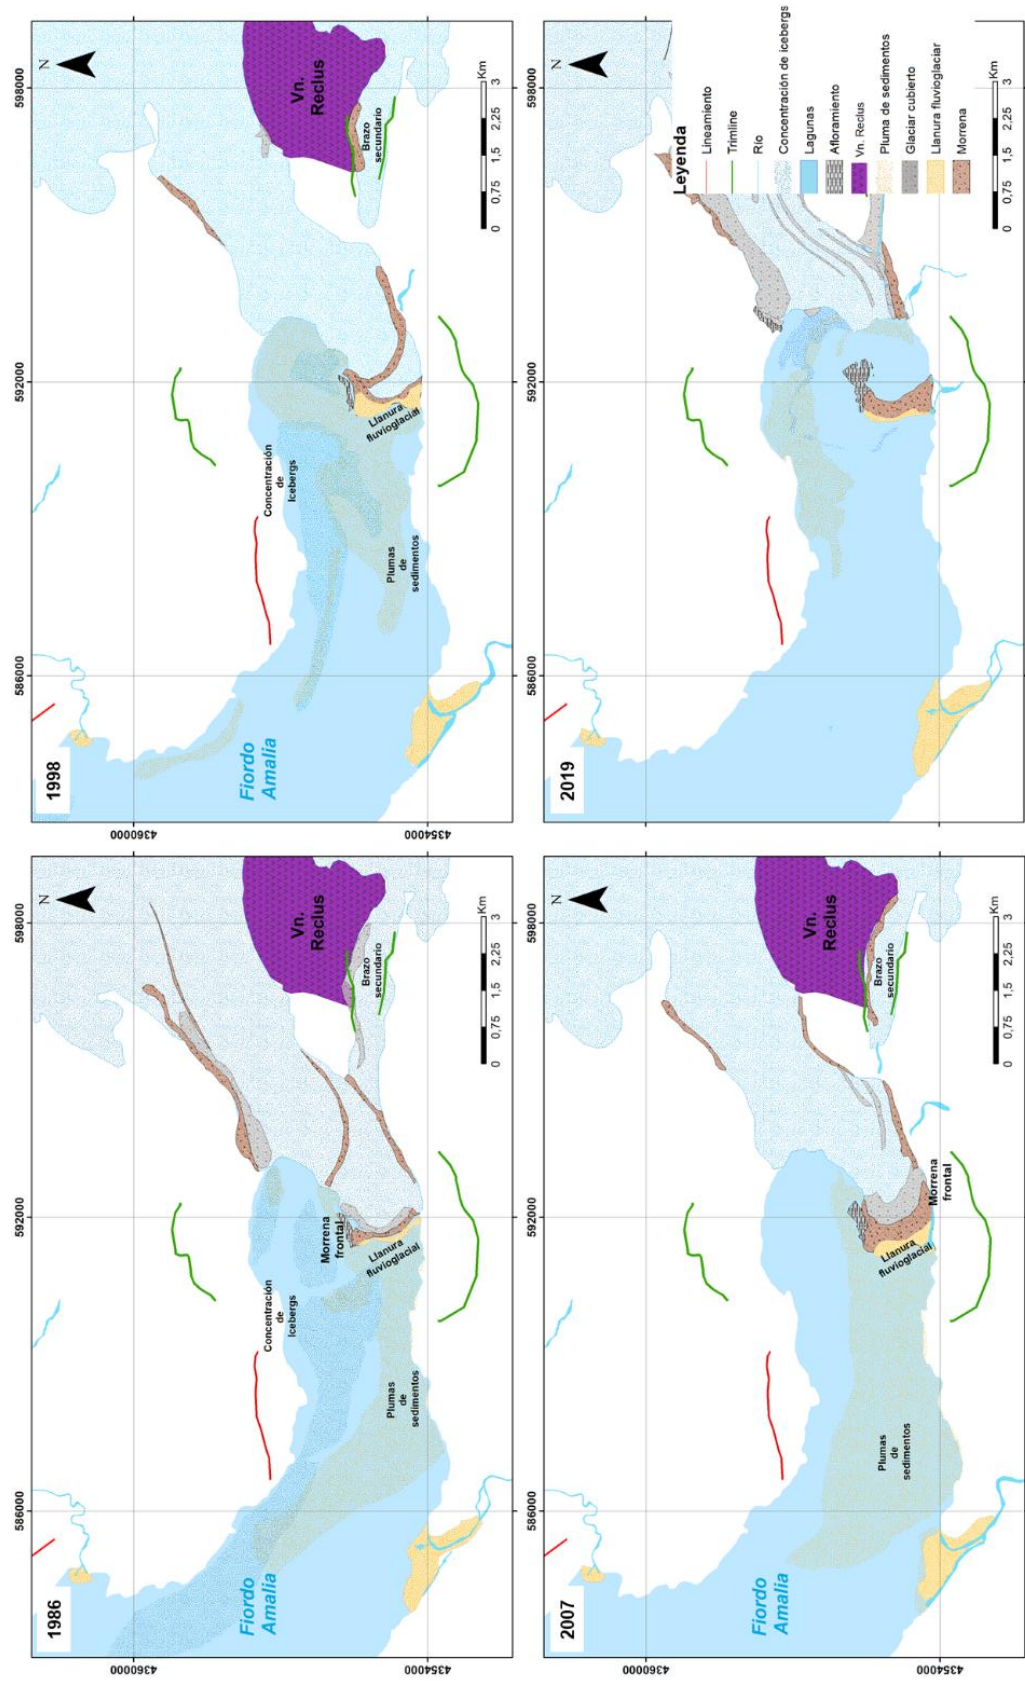 1986
586000
592000
598000
4360000
4354000
N
Fiordo
Amalia
Concentración
de
Icebergs
Plumas
de
sedimentos
Morrena
frontal
Llanura
fluvioglacial
Vn.
Reclus
Brazo
secundario
0 0,75 1,5 2,25 3
Km
1998
586000
592000
598000
4360000
4354000
N
Fiordo
Amalia
Concentración
de
Icebergs
Plumas
de
sedimentos
Llanura
fluvioglacial
Vn.
Reclus
Brazo
secundario
0 0,75 1,5 2,25 3
Km
2007
586000
592000
598000
4360000
4354000
N
Fiordo
Amalia
Plumas
de
sedimentos
Llanura
fluvioglacial
Morrena
frontal
Vn.
Reclus
Brazo
secundario
0 0,75 1,5 2,25 3
Km
2019
586000
592000
598000
N
Leyenda
Lineamiento
Trimline
Río
Concentración de icebergs
Lagunas
Afloramiento
Vn. Reclus
Pluma de sedimentos
Glaciar cubierto
Llanura fluvioglaciar
Morrena
0 0,75 1,5 2,25 3
Km